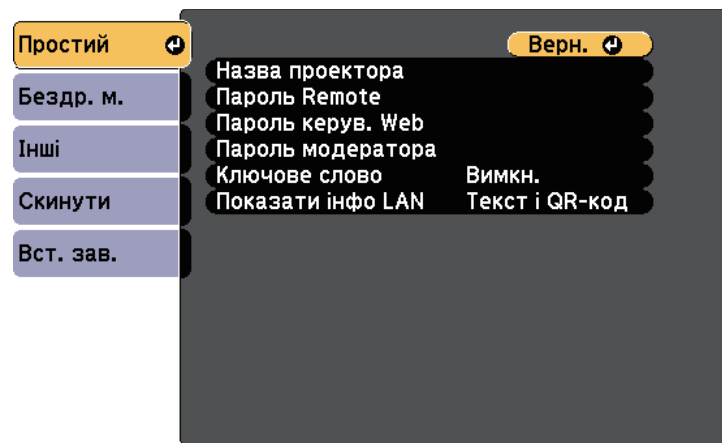 Простий
Бездр. м.
Інші
Скинути
Вст. зав.
Верн.
Назва проектора
Пароль Remote
Пароль керув. Web
Пароль модератора
Ключове слово Вимкн.
Показати інфо LAN Текст і QR-код